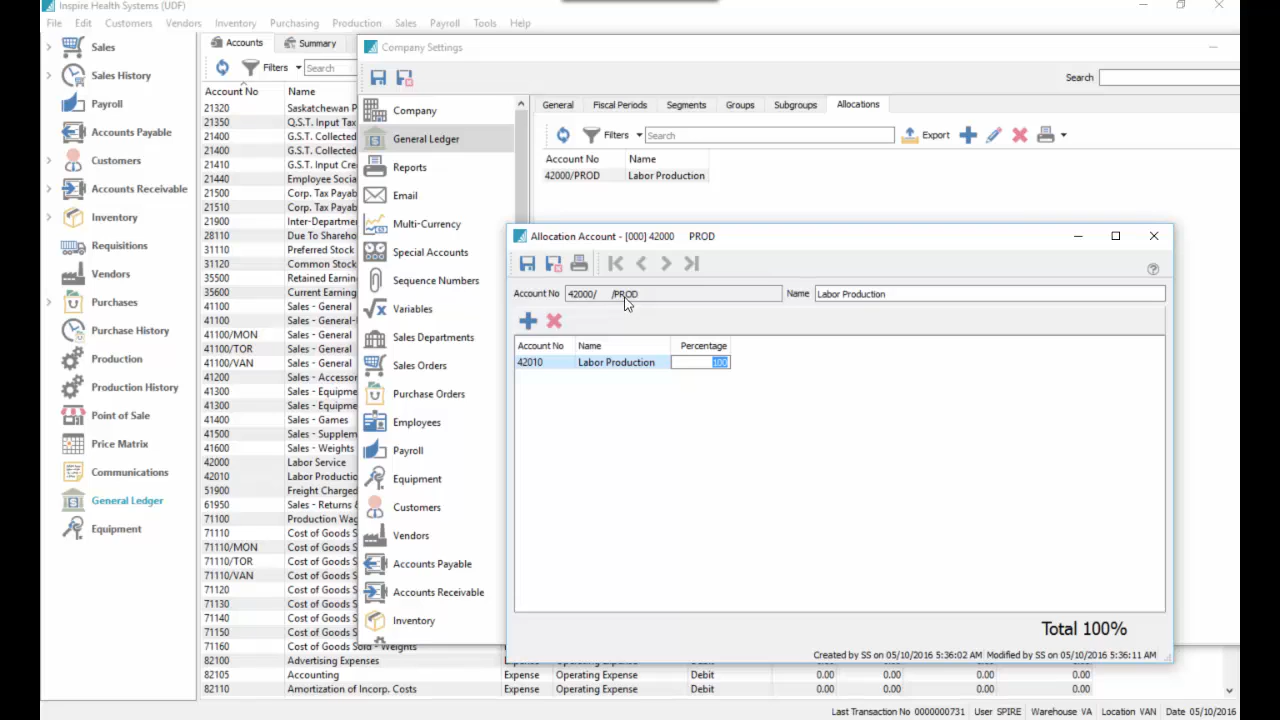 Inspire Health Systems (UDF)
File Edit Customers Vendors Inventory Purchasing Production Sales Payroll Tools Help
Sales
Sales History
Payroll
Accounts Payable
Customers
Accounts Receivable
Inventory
Requisitions
Vendors
Purchases
Purchase History
Production
Production History
Point of Sale
Price Matrix
Communications
General Ledger
Equipment
Accounts Summary
Filters Search
Account No Name
21320 Saskatchewan P
21350 Q.S.T. Input Tax
21400 G.S.T. Collected
21400 G.S.T. Collected
21410 G.S.T. Input Cre
21440 Employee Socia
21500 Corp. Tax Payab
21510 Corp. Tax Payab
21900 Inter-Departme
28110 Due To Shareho
31110 Preferred Stock
31120 Common Stock
35500 Retained Earnin
35600 Current Earning
41100 Sales - General
41100 Sales - General-
41100/MON Sales - General
41100/TOR Sales - General
41100/VAN Sales - General
41200 Sales - Accessor
41300 Sales - Equipme
41300 Sales - Equipme
41400 Sales - Games
41500 Sales - Supplem
41600 Sales - Weights
42000 Labor Service
42010 Labor Productio
51900 Freight Charged
61950 Sales - Returns &
71100 Production Wag
71110 Cost of Goods S
71110/MON Cost of Goods S
71110/TOR Cost of Goods S
71110/VAN Cost of Goods S
71120 Cost of Goods S
71130 Cost of Goods S
71140 Cost of Goods S
71150 Cost of Goods S
71160 Cost of Goods Sold - Weights
82100 Advertising Expenses Expense Operating Expense Debit 0.00 0.00 0.00 0.00
82105 Accounting Expense Operating Expense Debit 0.00 0.00 0.00 0.00
82110 Amortization of Incorp. Costs Expense Operating Expense Debit 0.00 0.00 0.00 0.00
Company Settings
Search
Company
General Ledger
Reports
Email
Multi-Currency
Special Accounts
Sequence Numbers
Variables
Sales Departments
Sales Orders
Purchase Orders
Employees
Payroll
Equipment
Customers
Vendors
Accounts Payable
Accounts Receivable
Inventory
General Fiscal Periods Segments Groups Subgroups Allocations
Filters Search Export
Account No Name
42000/PROD Labor Production
Allocation Account - [000] 42000 PROD
Account No 42000/ /PROD Name Labor Production
Account No Name Percentage
42010 Labor Production 100
Total 100%
Created by SS on 05/10/2016 5:36:02 AM Modified by SS on 05/10/2016 5:36:11 AM
Last Transaction No 0000000731 User SPIRE Warehouse VA Location VAN Date 05/10/2016